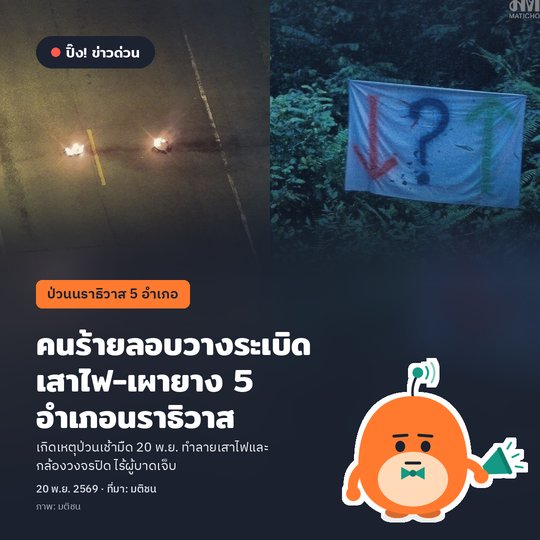 MATICHO
ปิ๊ง! ข่าวด่วน
?
ป่วนนราธิวาส 5 อำเภอ
คนร้ายลอบวางระเบิด
เสาไฟ-เผายาง 5
อำเภอนราธิวาส
เกิดเหตุป่วนเช้ามืด 20 พ.ย. ทำลายเสาไฟและ
กล้องวงจรปิด ไร้ผู้บาดเจ็บ
20 พ.ย. 2569 · ที่มา: มติชน
ภาพ: มติชน